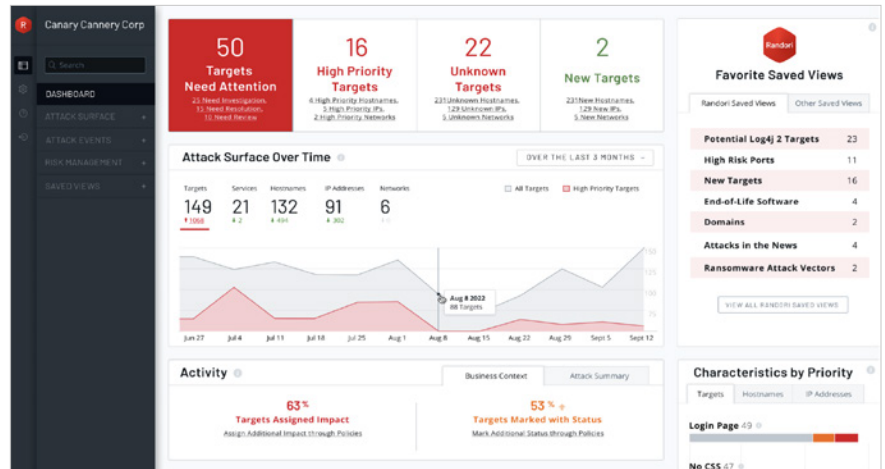 R
Canary Cannery Corp
Search
DASHBOARD
ATTACK SURFACE +
ATTACK EVENTS +
RISK MANAGEMENT +
SAVED VIEWS +
50
Targets
Need Attention
25 Need Investigation,
15 Need Resolution,
10 Need Review
16
High Priority
Targets
4 High Priority Hostnames,
5 High Priority IPs,
2 High Priority Networks
22
Unknown
Targets
231 Unknown Hostnames,
129 Unknown IPs,
5 Unknown Networks
2
New Targets
231 New Hostnames,
129 New IPs,
5 New Networks
Attack Surface Over Time
OVER THE LAST 3 MONTHS
Targets Services Hostnames IP Addresses Networks
149 21 132 91 6
1068 2 494 302
All Targets High Priority Targets
150
125
100
75
Aug 8 2022
88 Targets
Jun 27 Jul 4 Jul 11 Jul 18 Jul 25 Aug 1 Aug 8 Aug 15 Aug 22 Aug 29 Sept 5 Sept 12
Activity
Business Context Attack Summary
63%
Targets Assigned Impact
Assign Additional Impact through Policies
53%
Targets Marked with Status
Mark Additional Status through Policies
Randori
Favorite Saved Views
Randori Saved Views Other Saved Views
Potential Log4j 2 Targets 23
High Risk Ports 11
New Targets 16
End-of-Life Software 4
Domains 2
Attacks in the News 4
Ransomware Attack Vectors 2
VIEW ALL RANDORI SAVED VIEWS
Characteristics by Priority
Targets Hostnames IP Addresses
Login Page 49
No CSS 47